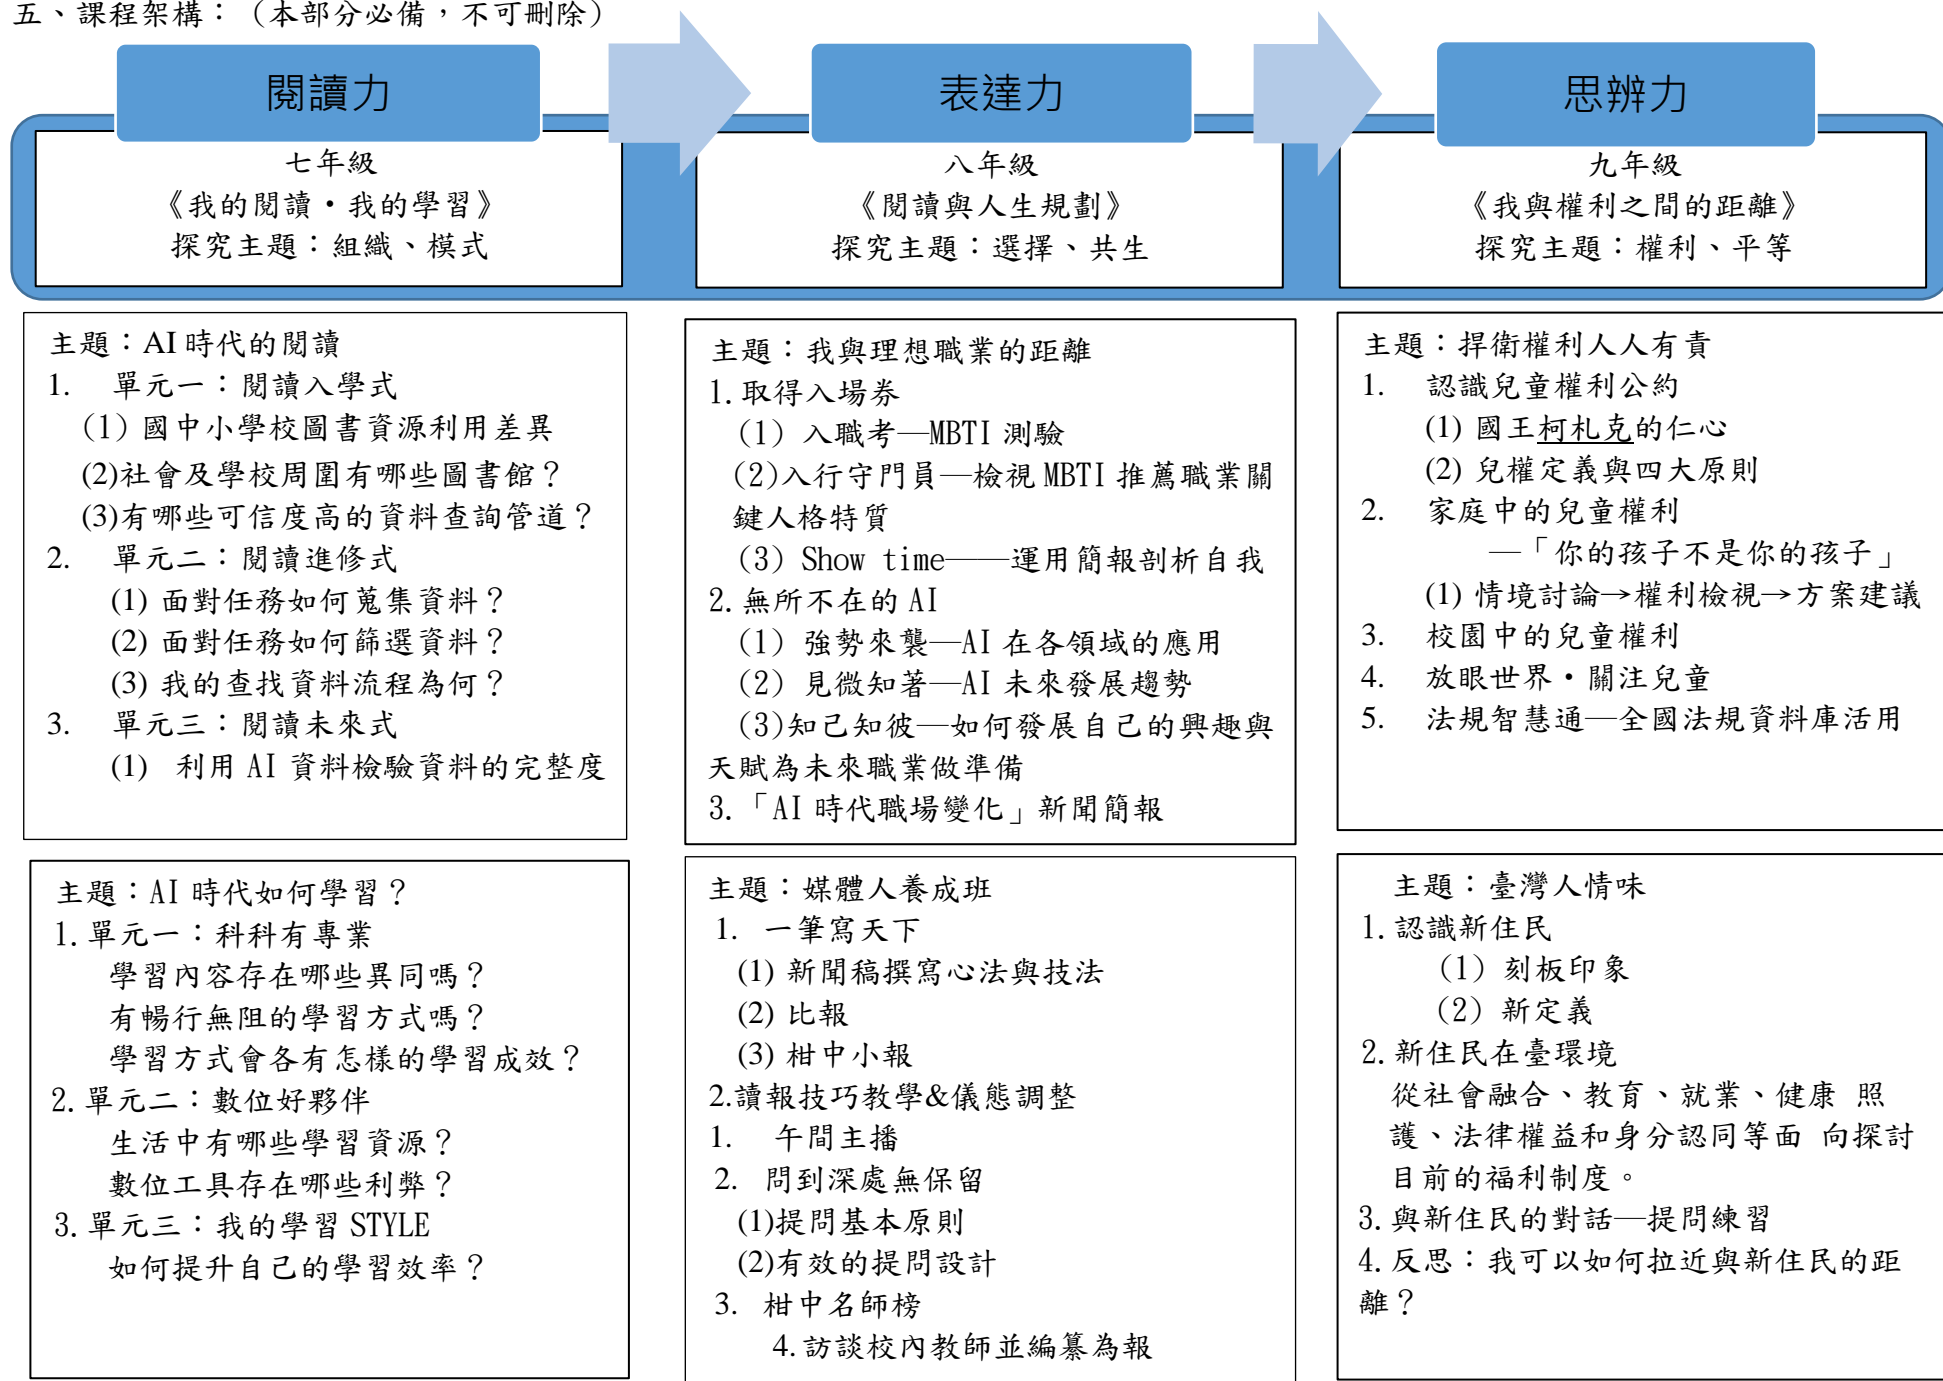 五、課程架構：（本部分必備，不可刪除）
閱讀力
表達力
思辨力
七年級
《我的閱讀•我的學習》
探究主題：組織、模式
八年級
《閱讀與人生規劃》
探究主題：選擇、共生
九年級
《我與權利之間的距離》
探究主題：權利、平等
主題：AI 時代的閱讀
1. 單元一：閱讀入學式
(1) 國中小學校圖書資源利用差異
(2)社會及學校周圍有哪些圖書館？
(3)有哪些可信度高的資料查詢管道？
2. 單元二：閱讀進修式
(1) 面對任務如何蒐集資料？
(2) 面對任務如何篩選資料？
(3) 我的查找資料流程為何？
3. 單元三：閱讀未來式
(1) 利用 AI 資料檢驗資料的完整度
主題：我與理想職業的距離
1.取得入場券
(1) 入職考—MBTI 測驗
(2)入行守門員—檢視 MBTI 推薦職業關
鍵人格特質
(3) Show time——運用簡報剖析自我
2.無所不在的 AI
(1) 強勢來襲—AI 在各領域的應用
(2) 見微知著—AI 未來發展趨勢
(3)知己知彼—如何發展自己的興趣與
天賦為未來職業做準備
3.「AI 時代職場變化」新聞簡報
主題：捍衛權利人人有責
1. 認識兒童權利公約
(1) 國王柯札克的仁心
(2) 兒權定義與四大原則
2. 家庭中的兒童權利
—「你的孩子不是你的孩子」
(1) 情境討論→權利檢視→方案建議
3. 校園中的兒童權利
4. 放眼世界•關注兒童
5. 法規智慧通—全國法規資料庫活用
主題：AI 時代如何學習？
1.單元一：科科有專業
學習內容存在哪些異同嗎？
有暢行無阻的學習方式嗎？
學習方式會各有怎樣的學習成效？
2.單元二：數位好夥伴
生活中有哪些學習資源？
數位工具存在哪些利弊？
3.單元三：我的學習 STYLE
如何提升自己的學習效率？
主題：媒體人養成班
1. 一筆寫天下
(1) 新聞稿撰寫心法與技法
(2) 比報
(3) 柑中小報
2.讀報技巧教學&儀態調整
1. 午間主播
2. 問到深處無保留
(1)提問基本原則
(2)有效的提問設計
3. 柑中名師榜
4.訪談校內教師並編纂為報
主題：臺灣人情味
1.認識新住民
(1) 刻板印象
(2) 新定義
2.新住民在臺環境
從社會融合、教育、就業、健康 照
護、法律權益和身分認同等面 向探討
目前的福利制度。
3.與新住民的對話—提問練習
4.反思：我可以如何拉近與新住民的距
離？